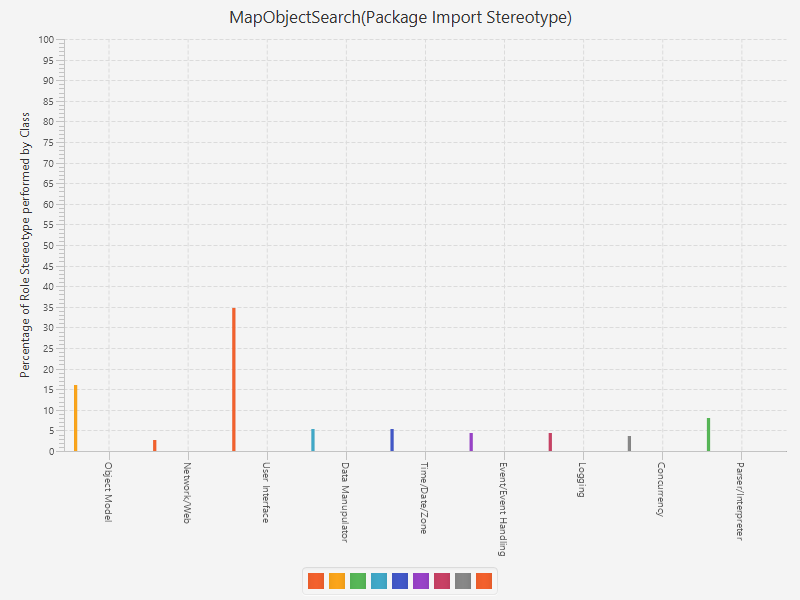 MapObjectSearch(Package Import Stereotype)
Percentage of Role Stereotype performed by Class
100
95
90
85
80
75
70
65
60
55
50
45
40
35
30
25
20
15
10
5
0
Object Model
Network/Web
User Interface
Data Manupulator
Time/Date/Zone
Event/Event Handling
Logging
Concurrency
Parser/Interpreter